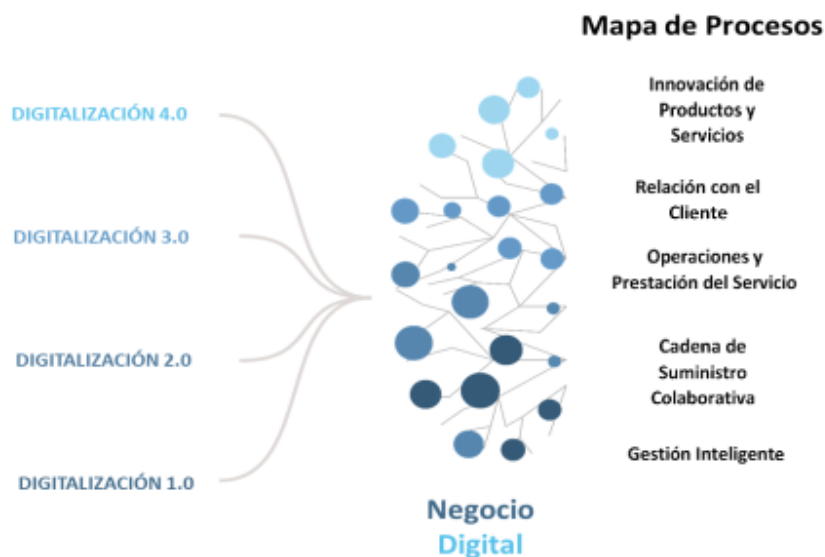 Mapa de Procesos
DIGITALIZACIÓN 4.0
DIGITALIZACIÓN 3.0
DIGITALIZACIÓN 2.0
DIGITALIZACIÓN 1.0
Innovación de
Productos y
Servicios
Relación con el
Cliente
Operaciones y
Prestación del Servicio
Cadena de
Suministro
Colaborativa
Gestión Inteligente
Negocio
Digital